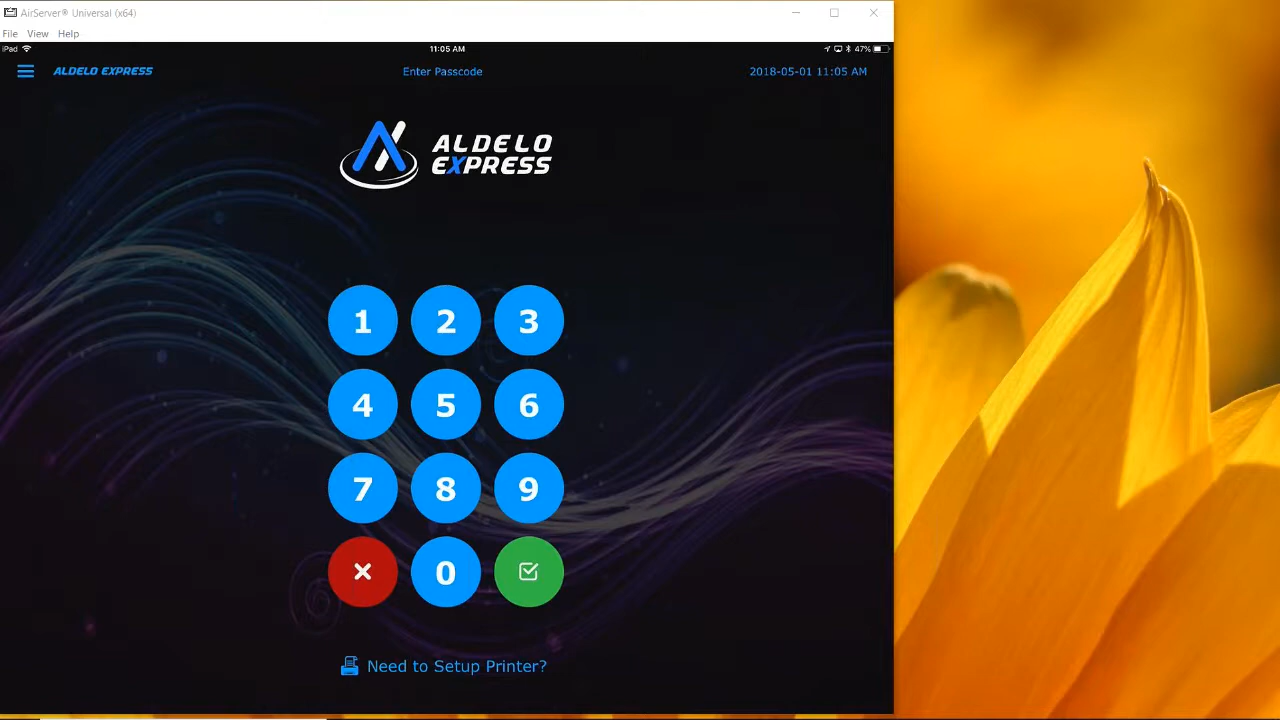 AirServer® Universal (x64)
File View Help
iPad 11:05 AM 47%
ALDELO EXPRESS Enter Passcode 2018-05-01 11:05 AM
ALDELO
EXPRESS
1 2 3
4 5 6
7 8 9
0
Need to Setup Printer?